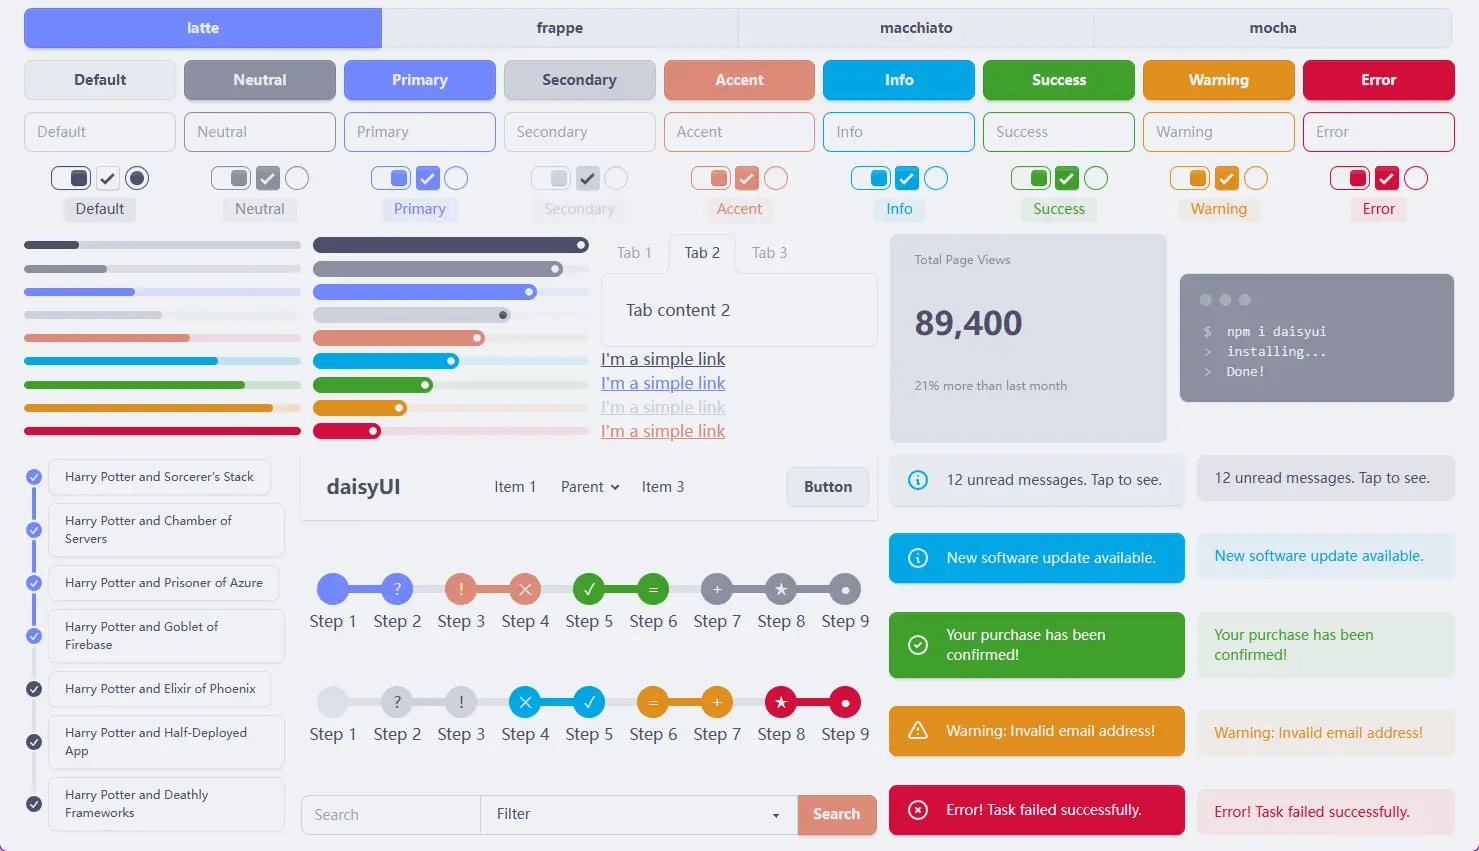 latte frappe macchiato mocha
Default Neutral Primary Secondary Accent Info Success Warning Error
Default Neutral Primary Secondary Accent Info Success Warning Error
Default Neutral Primary Secondary Accent Info Success Warning Error
Tab 1 Tab 2 Tab 3
Tab content 2
I'm a simple link
I'm a simple link
I'm a simple link
I'm a simple link
Total Page Views
89,400
21% more than last month
$ npm i daisyui
> installing...
> Done!
Harry Potter and Sorcerer's Stack
Harry Potter and Chamber of
Servers
Harry Potter and Prisoner of Azure
Harry Potter and Goblet of
Firebase
Harry Potter and Elixir of Phoenix
Harry Potter and Half-Deployed
App
Harry Potter and Deathly
Frameworks
daisyUI Item 1 Parent Item 3 Button
? ! ✕ ✓ = + ★ ●
Step 1 Step 2 Step 3 Step 4 Step 5 Step 6 Step 7 Step 8 Step 9
? ! ✕ ✓ = + ★ ●
Step 1 Step 2 Step 3 Step 4 Step 5 Step 6 Step 7 Step 8 Step 9
Search Filter Search
12 unread messages. Tap to see.
New software update available.
Your purchase has been
confirmed!
Warning: Invalid email address!
Error! Task failed successfully.
12 unread messages. Tap to see.
New software update available.
Your purchase has been
confirmed!
Warning: Invalid email address!
Error! Task failed successfully.